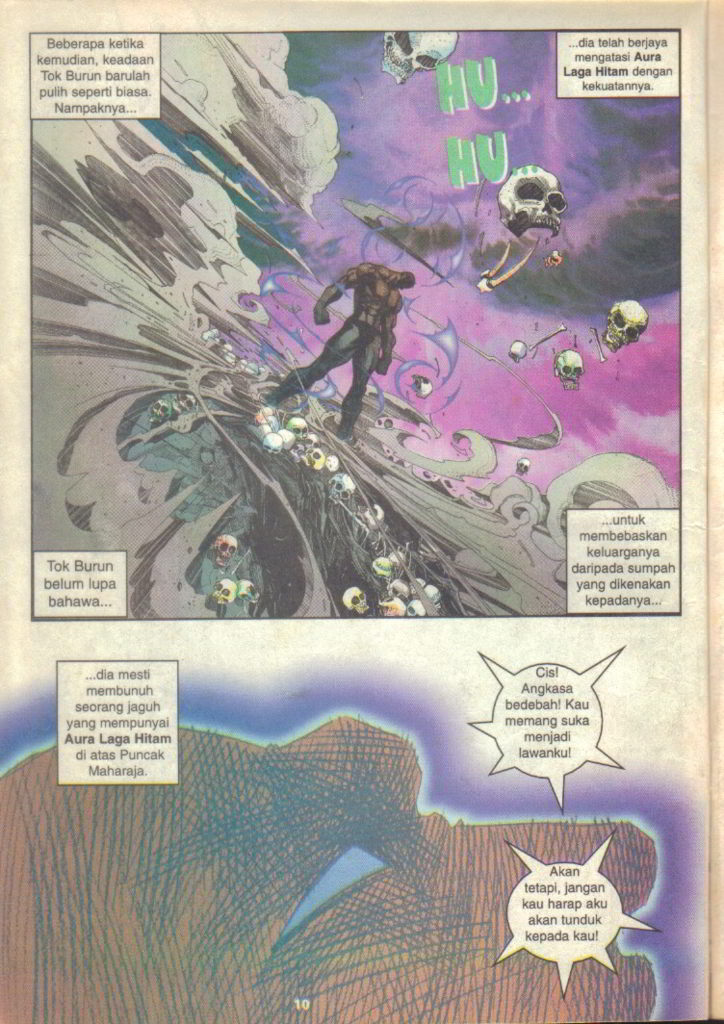 Beberapa ketika
kemudian, keadaan
Tok Burun barulah
pulih seperti biasa.
Nampaknya...
...dia telah berjaya
mengatasi Aura
Laga Hitam dengan
kekuatannya.
HU...
HU...
Tok Burun
belum lupa
bahawa...
...untuk
membebaskan
keluarganya
daripada sumpah
yang dikenakan
kepadanya...
...dia mesti
membunuh
seorang jaguh
yang mempunyai
Aura Laga Hitam
di atas Puncak
Maharaja.
Cis!
Angkasa
bedebah! Kau
memang suka
menjadi
lawanku!
Akan
tetapi, jangan
kau harap aku
akan tunduk
kepada kau!
10